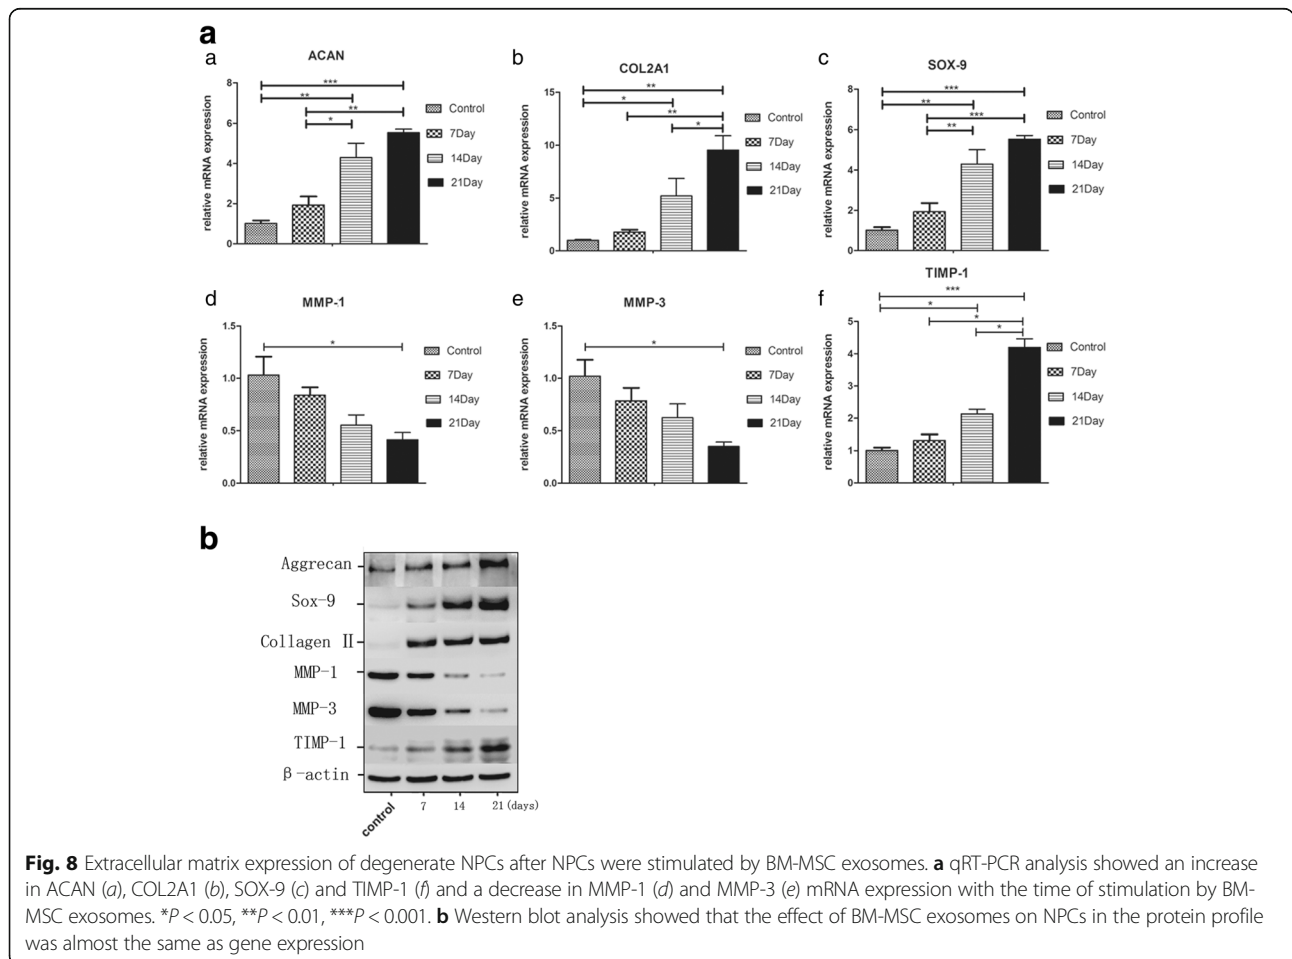 a
a
ACAN
relative mRNA expression
8
6
4
2
0
***
**
**
*
Control
7Day
14Day
21Day
b
COL2A1
relative mRNA expression
15
10
5
0
**
*
**
*
Control
7Day
14Day
21Day
c
SOX-9
relative mRNA expression
8
6
4
2
0
***
**
***
**
Control
7Day
14Day
21Day
d
MMP-1
relative mRNA expression
1.5
1.0
0.5
0.0
*
Control
7Day
14Day
21Day
e
MMP-3
relative mRNA expression
1.5
1.0
0.5
0.0
*
Control
7Day
14Day
21Day
f
TIMP-1
relative mRNA expression
5
4
3
2
1
0
***
*
*
*
Control
7Day
14Day
21Day
b
Aggrecan
Sox-9
Collagen II
MMP-1
MMP-3
TIMP-1
β-actin
control 7 14 21 (days)
Fig. 8 Extracellular matrix expression of degenerate NPCs after NPCs were stimulated by BM-MSC exosomes. a qRT-PCR analysis showed an increase
in ACAN (a), COL2A1 (b), SOX-9 (c) and TIMP-1 (f) and a decrease in MMP-1 (d) and MMP-3 (e) mRNA expression with the time of stimulation by BM-
MSC exosomes. *P < 0.05, **P < 0.01, ***P < 0.001. b Western blot analysis showed that the effect of BM-MSC exosomes on NPCs in the protein profile
was almost the same as gene expression